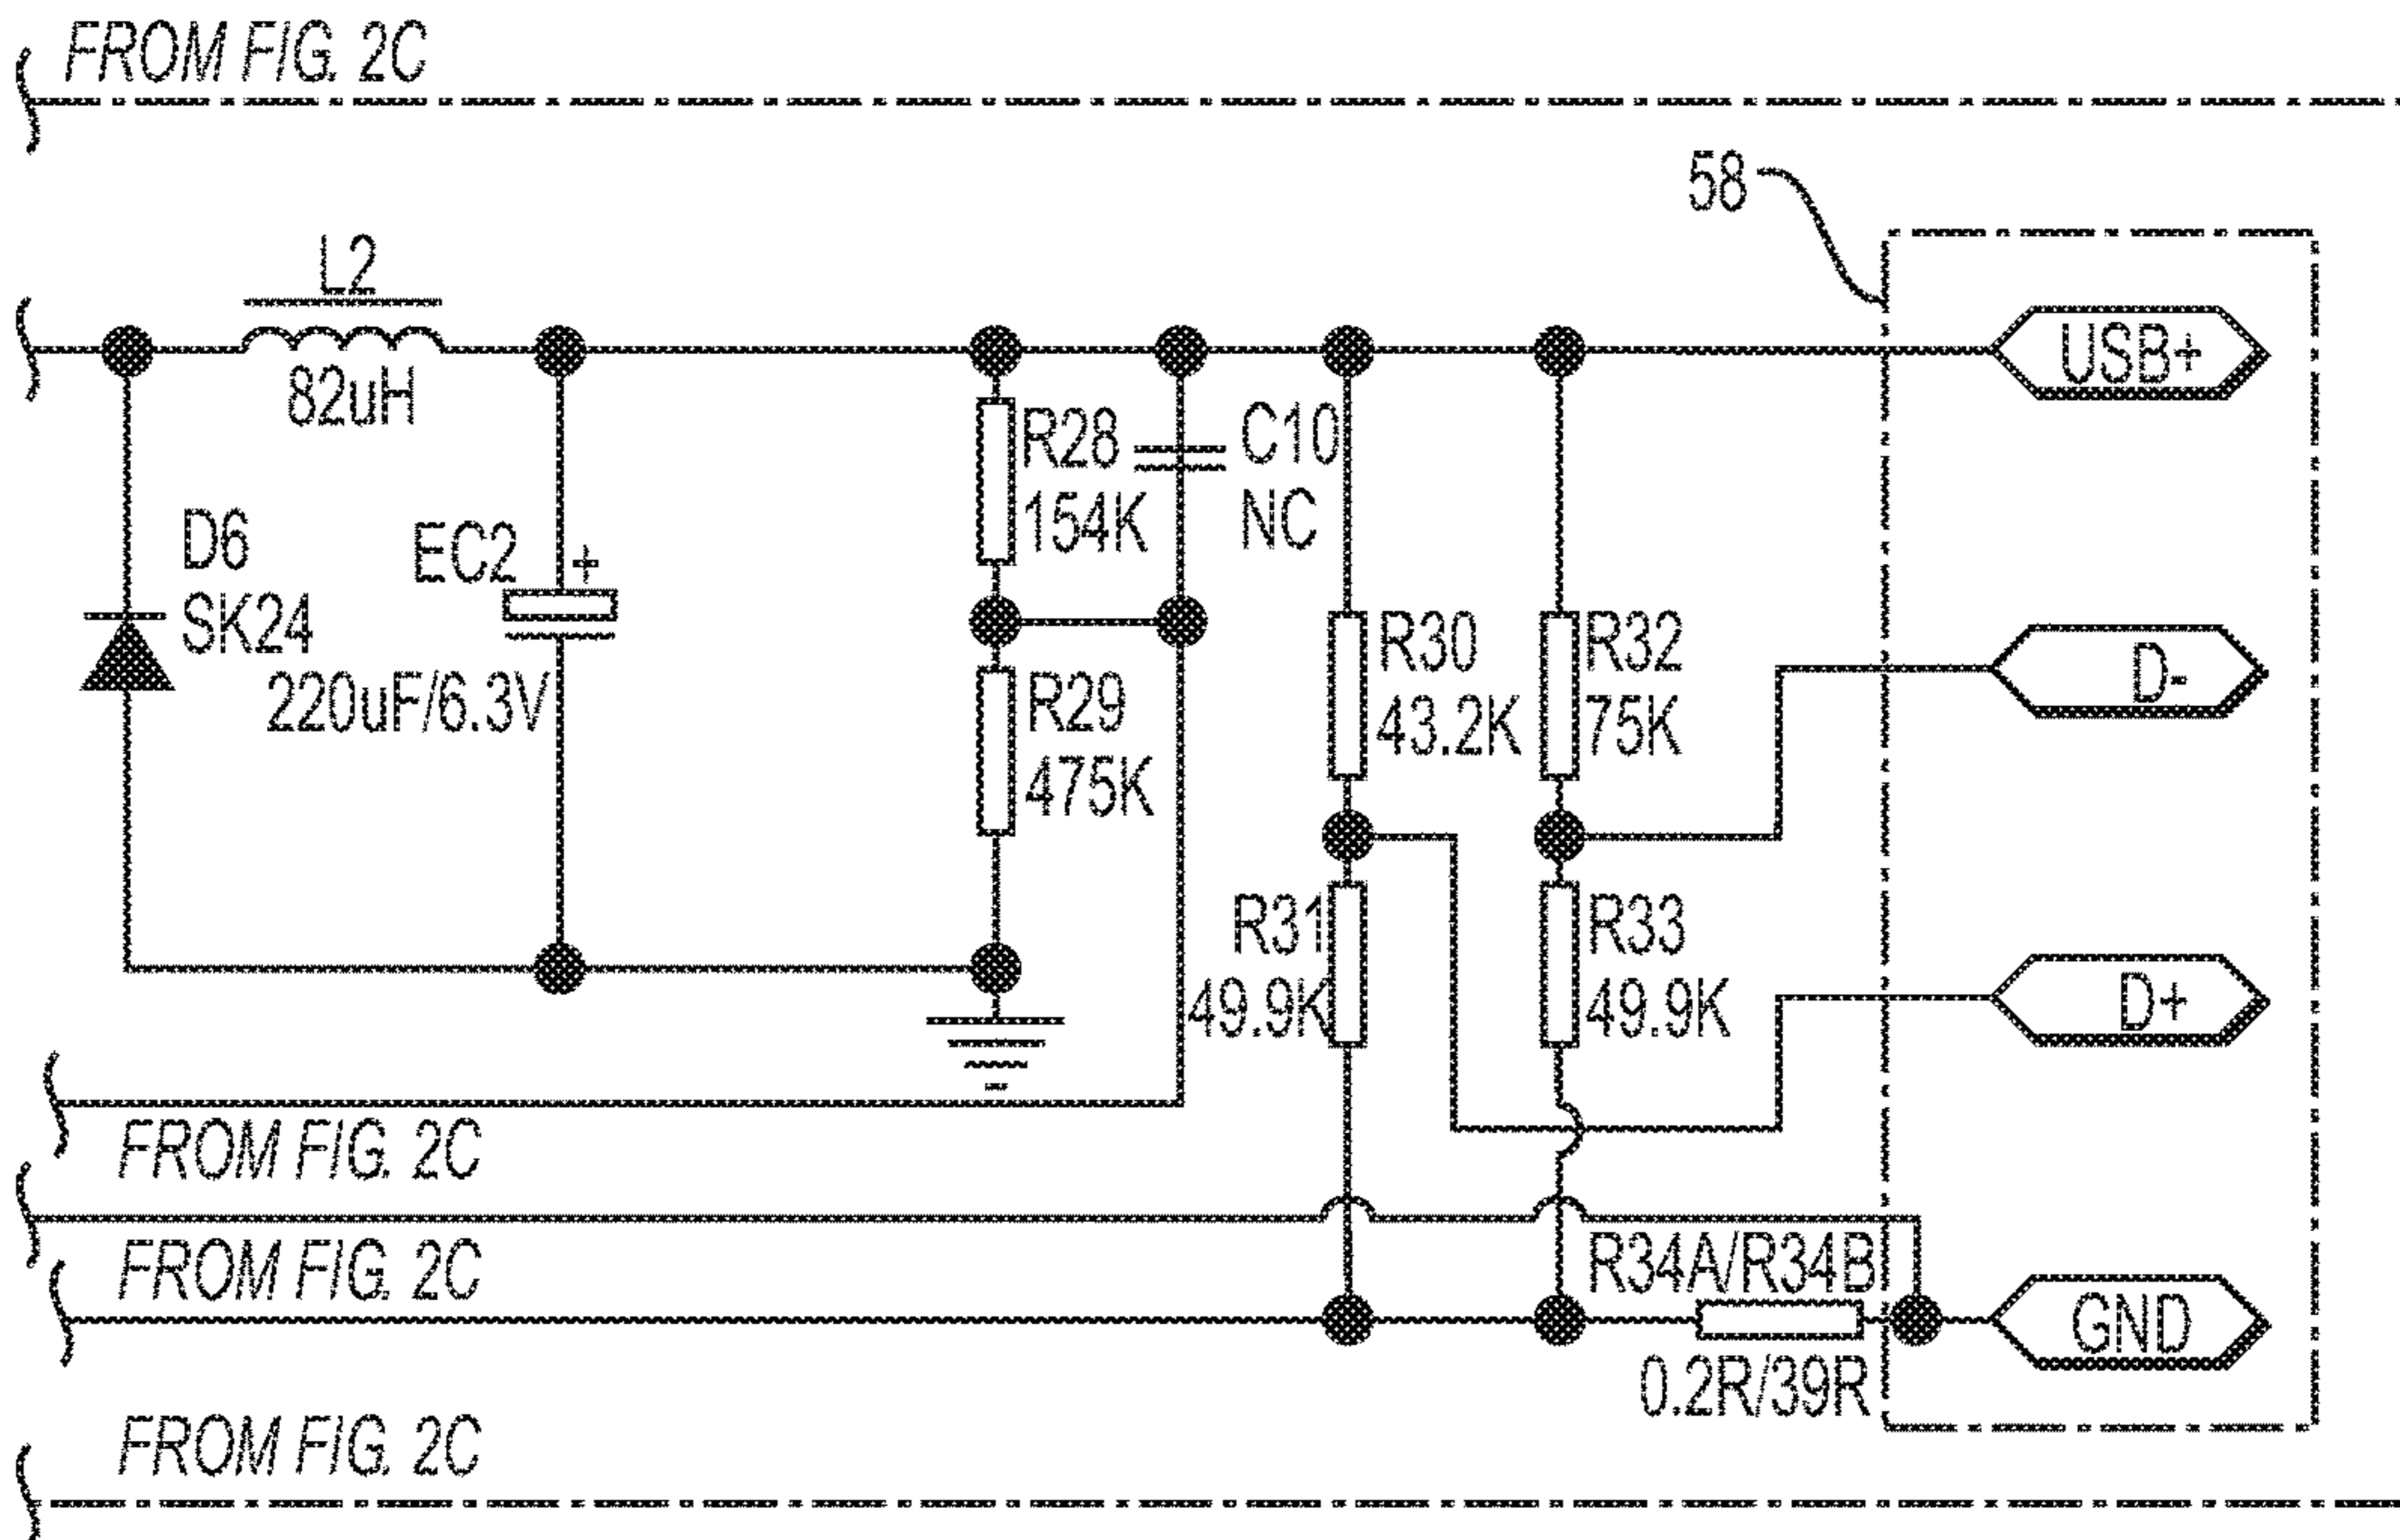 FROM FIG. 2C
58
L2
82uH
USB+
R28
154K
C10
NC
D6
SK24
EC2
+
220uF/6.3V
R29
475K
R30
43.2K
R32
75K
D-
R31
49.9K
R33
49.9K
D+
FROM FIG. 2C
FROM FIG. 2C
R34A/R34B
0.2R/39R
GND
FROM FIG. 2C